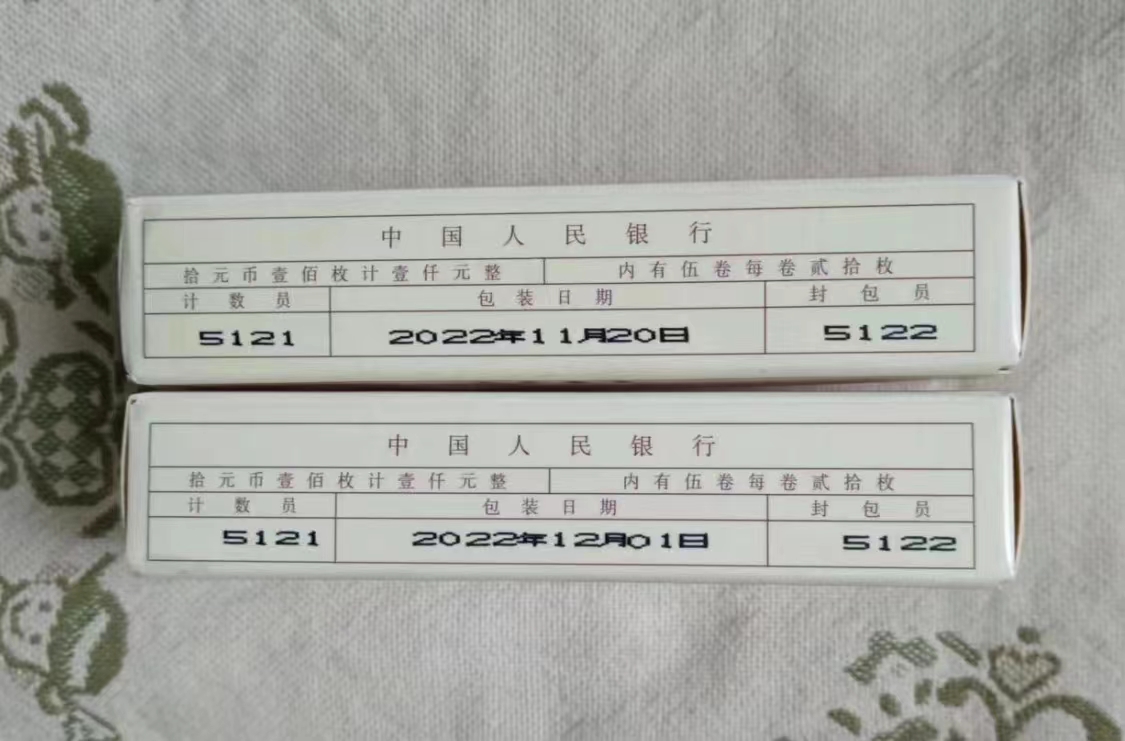 中国人民银行
拾元币壹佰枚计壹仟元整 内有伍卷每卷贰拾枚
计数员 包装日期 封包员
5121 2022年11月20日 5122
中国人民银行
拾元币壹佰枚计壹仟元整 内有伍卷每卷贰拾枚
计数员 包装日期 封包员
5121 2022年12月01日 5122